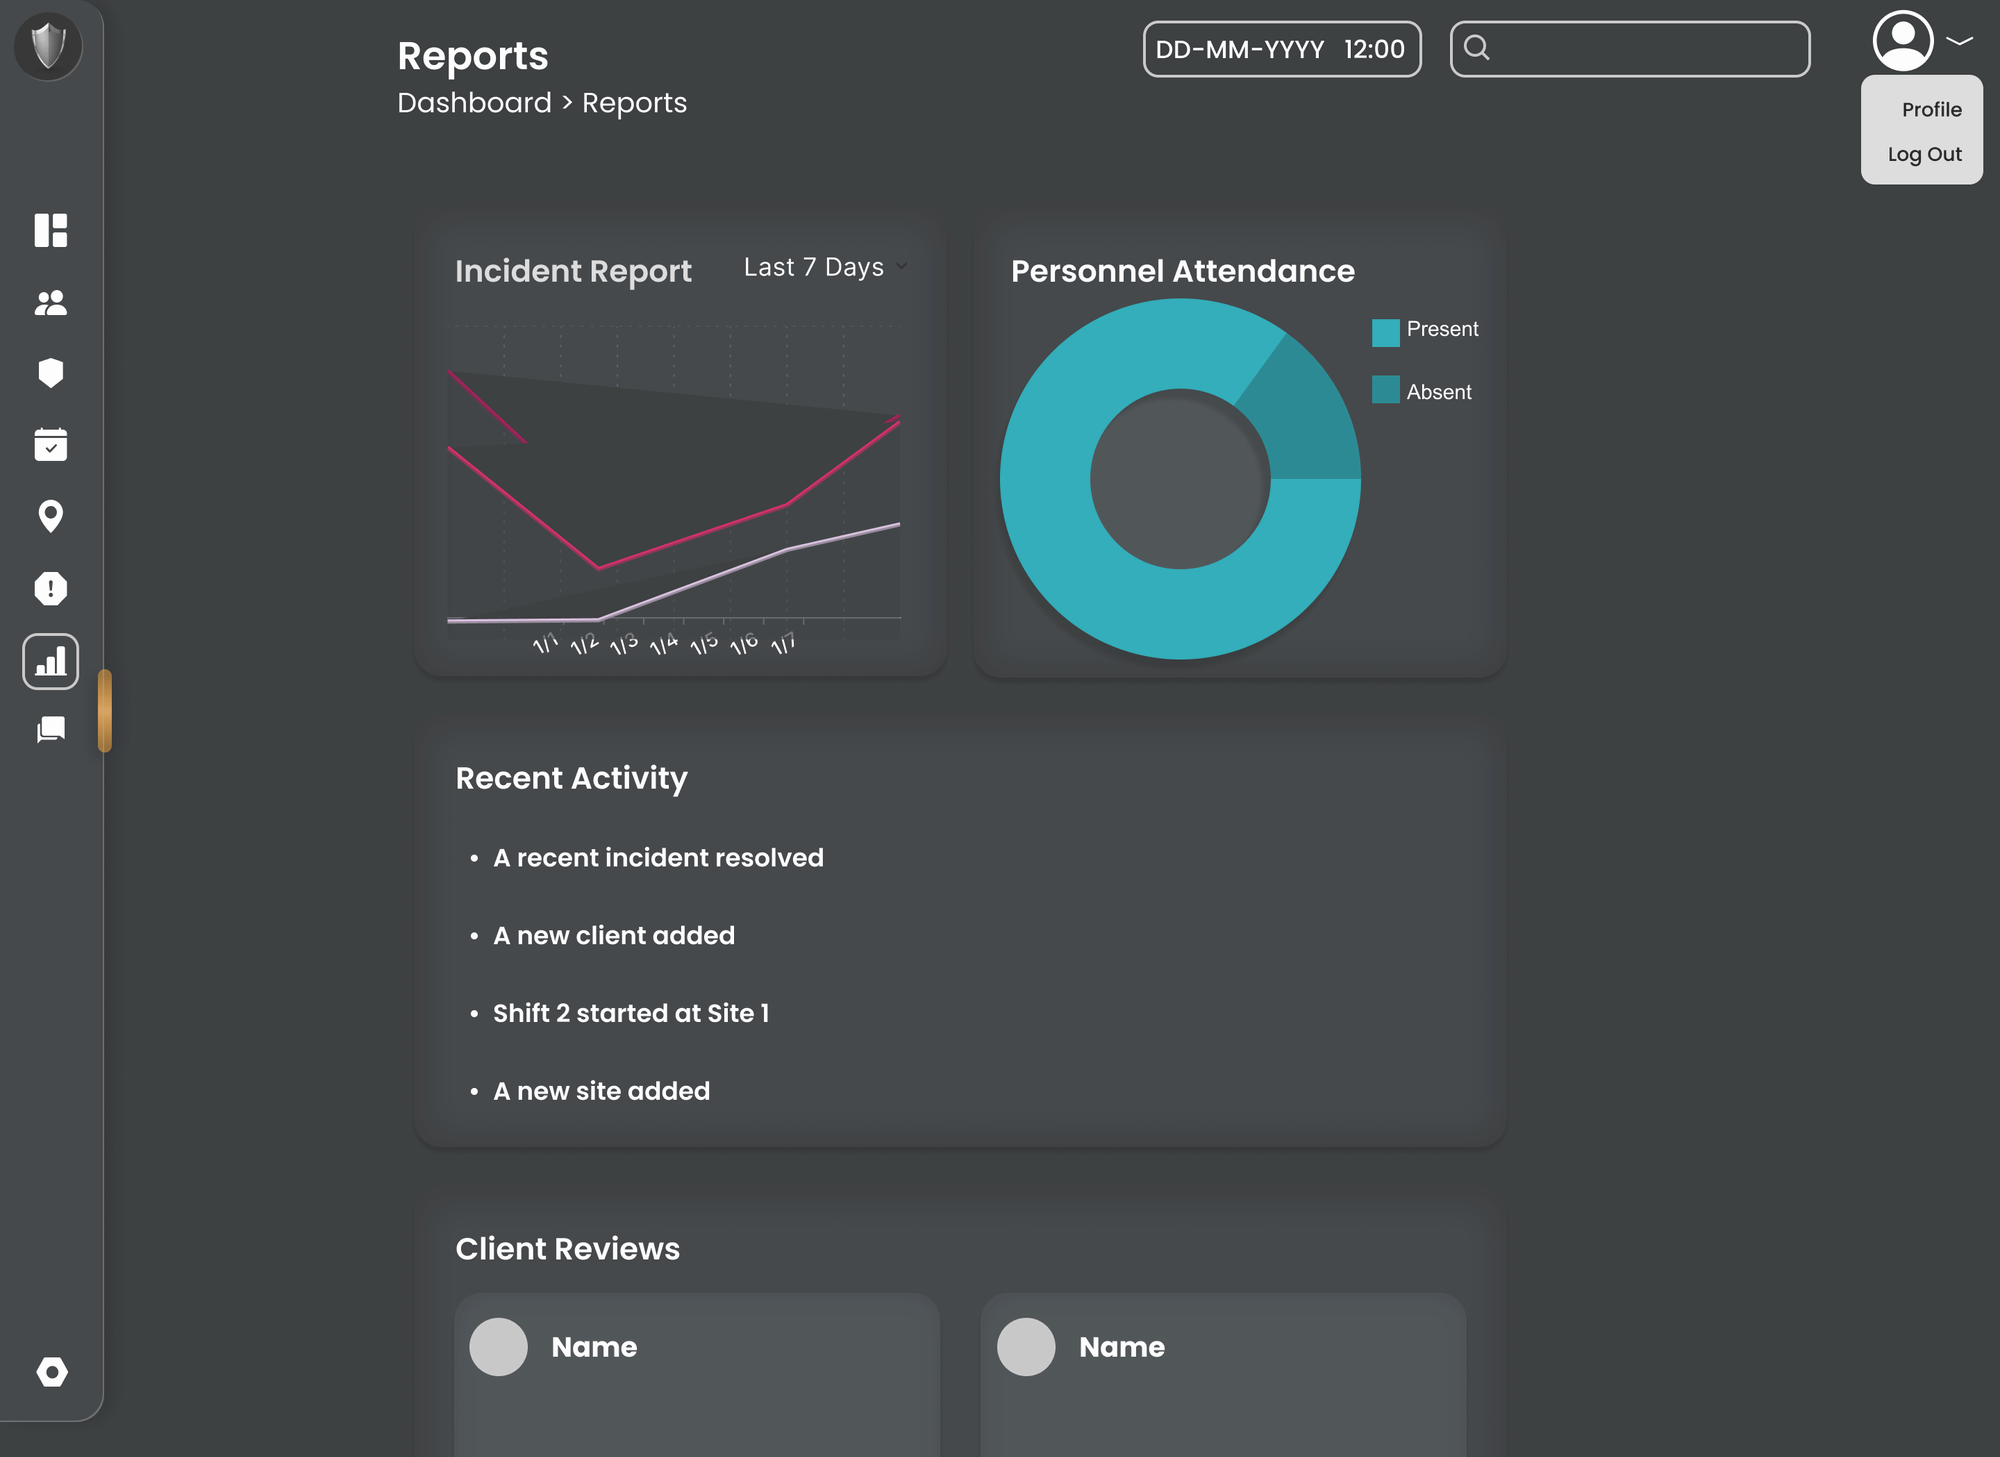 Reports
Dashboard > Reports
DD-MM-YYYY 12:00
Profile
Log Out
Incident Report
Last 7 Days
1/1 1/2 1/3 1/4 1/5 1/6 1/7
Personnel Attendance
Present
Absent
Recent Activity
• A recent incident resolved
• A new client added
• Shift 2 started at Site 1
• A new site added
Client Reviews
Name
Name